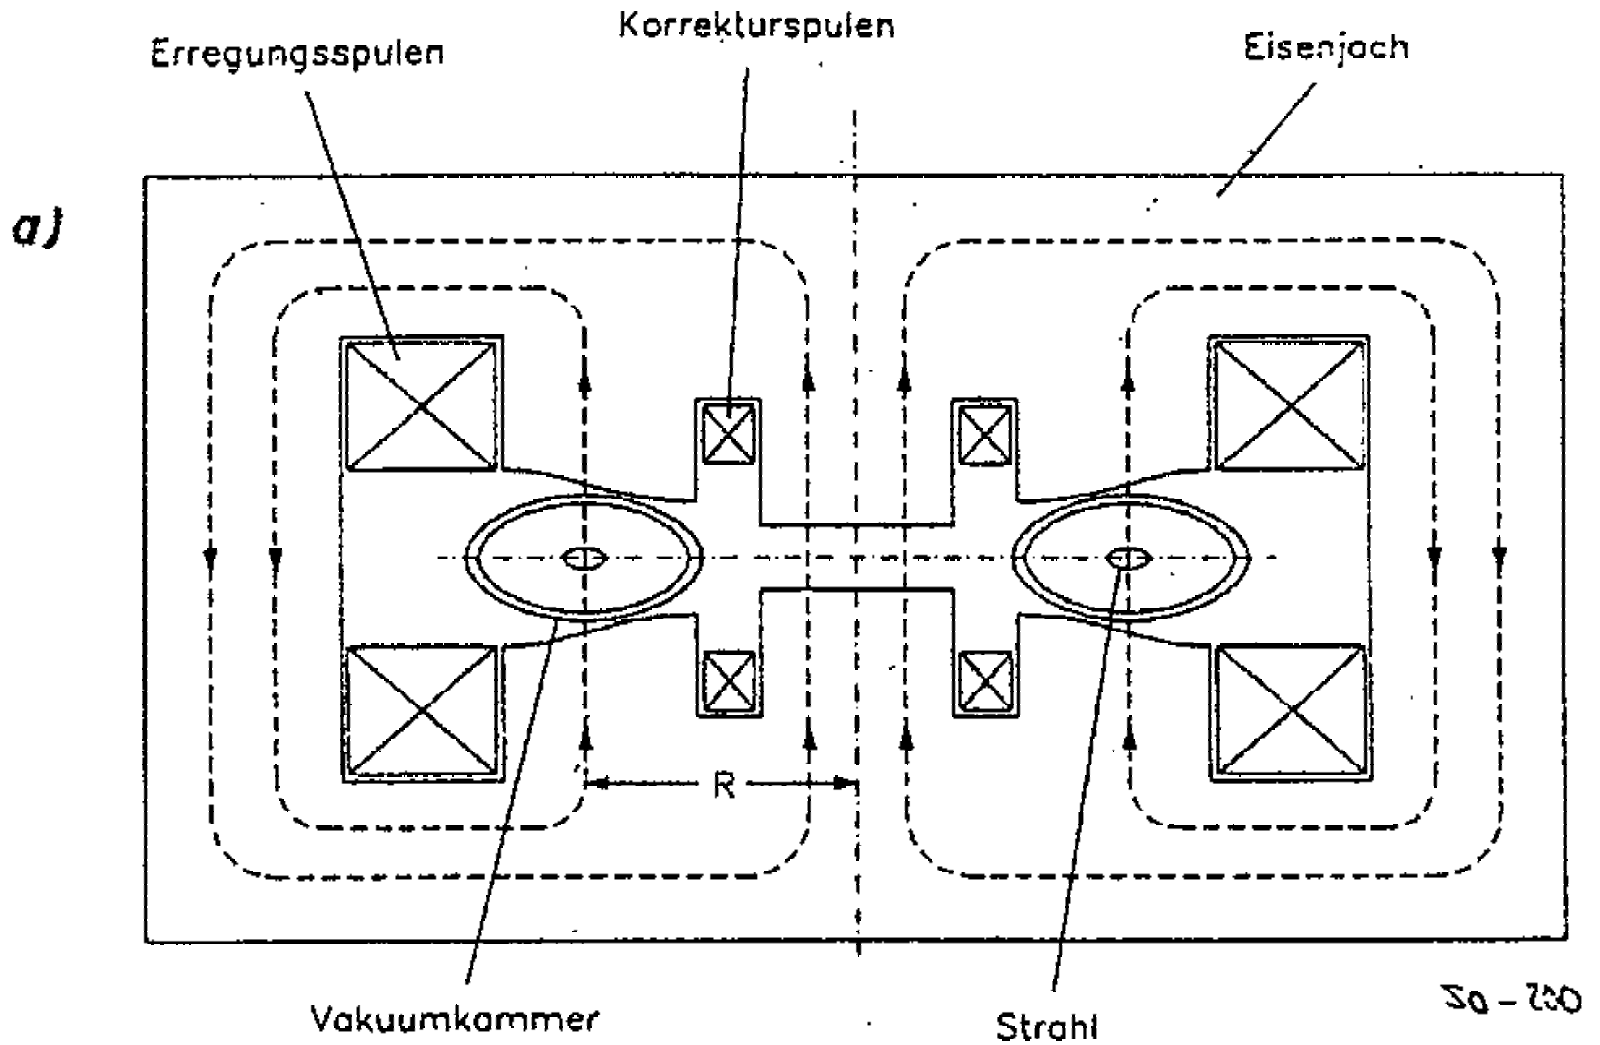 Korrekturspulen
Erregungsspulen
Eisenjoch
a)
R
Vakuumkammer
Strahl